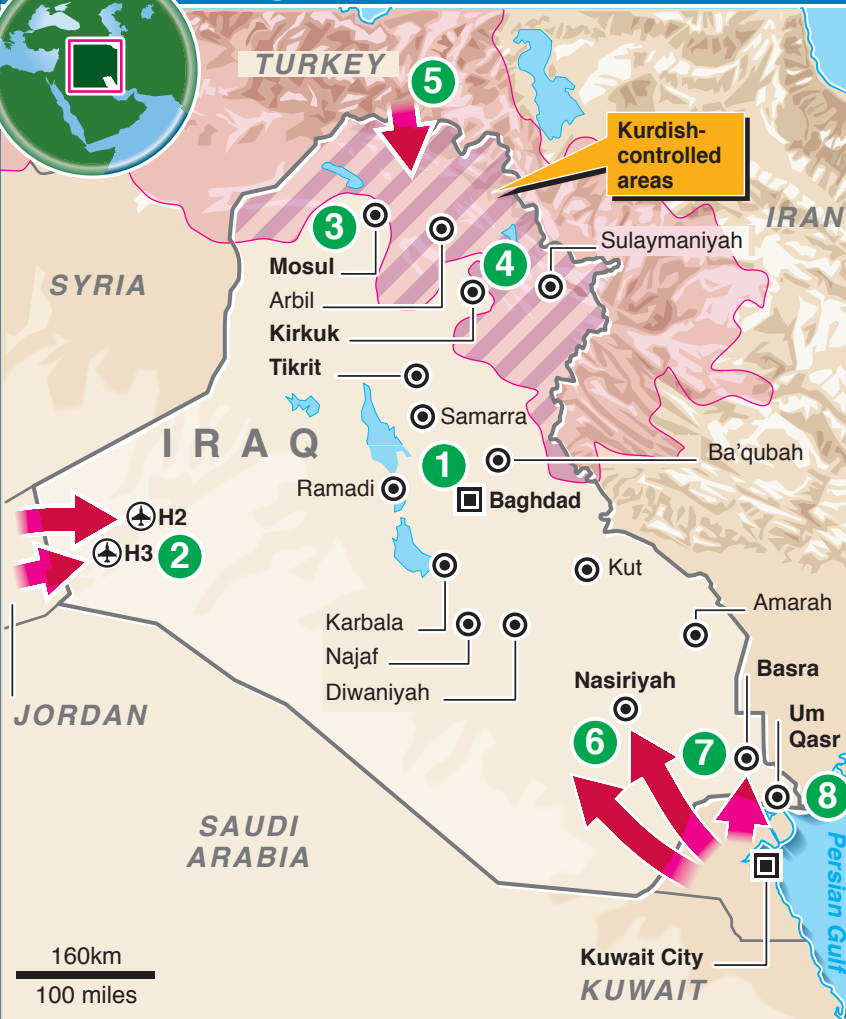 TURKEY
5
Kurdish-
controlled
areas
IRAN
3
Sulaymaniyah
4
Mosul
SYRIA
Arbil
Kirkuk
Tikrit
Samarra
IRAQ
1
Ba'qubah
Ramadi
Baghdad
H2
H3
2
Kut
Karbala
Amarah
Najaf
Diwaniyah
Nasiriyah
Basra
JORDAN
Um
Qasr
6
7
8
SAUDI
ARABIA
Persian Gulf
160km
100 miles
Kuwait City
KUWAIT